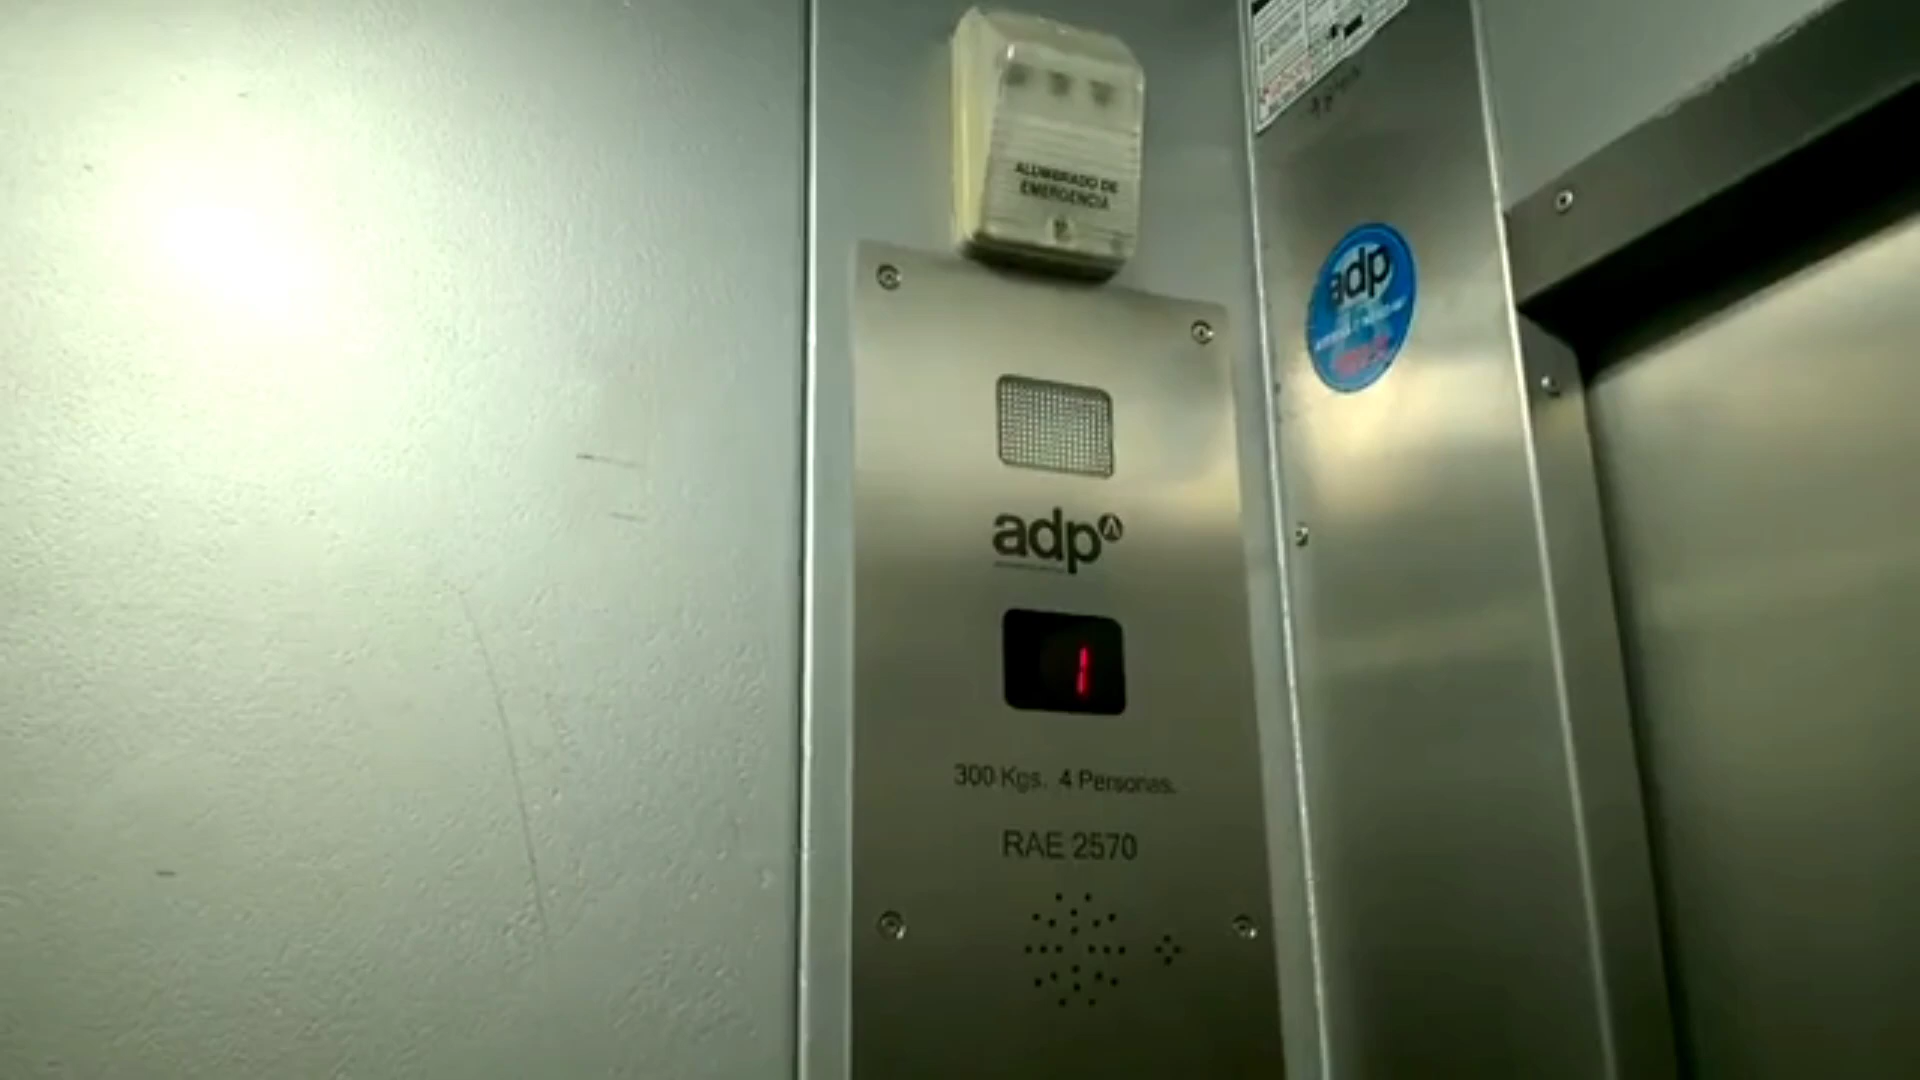 ALUMBRADO DE
EMERGENCIA
adp
adp
1
300 Kgs. 4 Personas.
RAE 2570